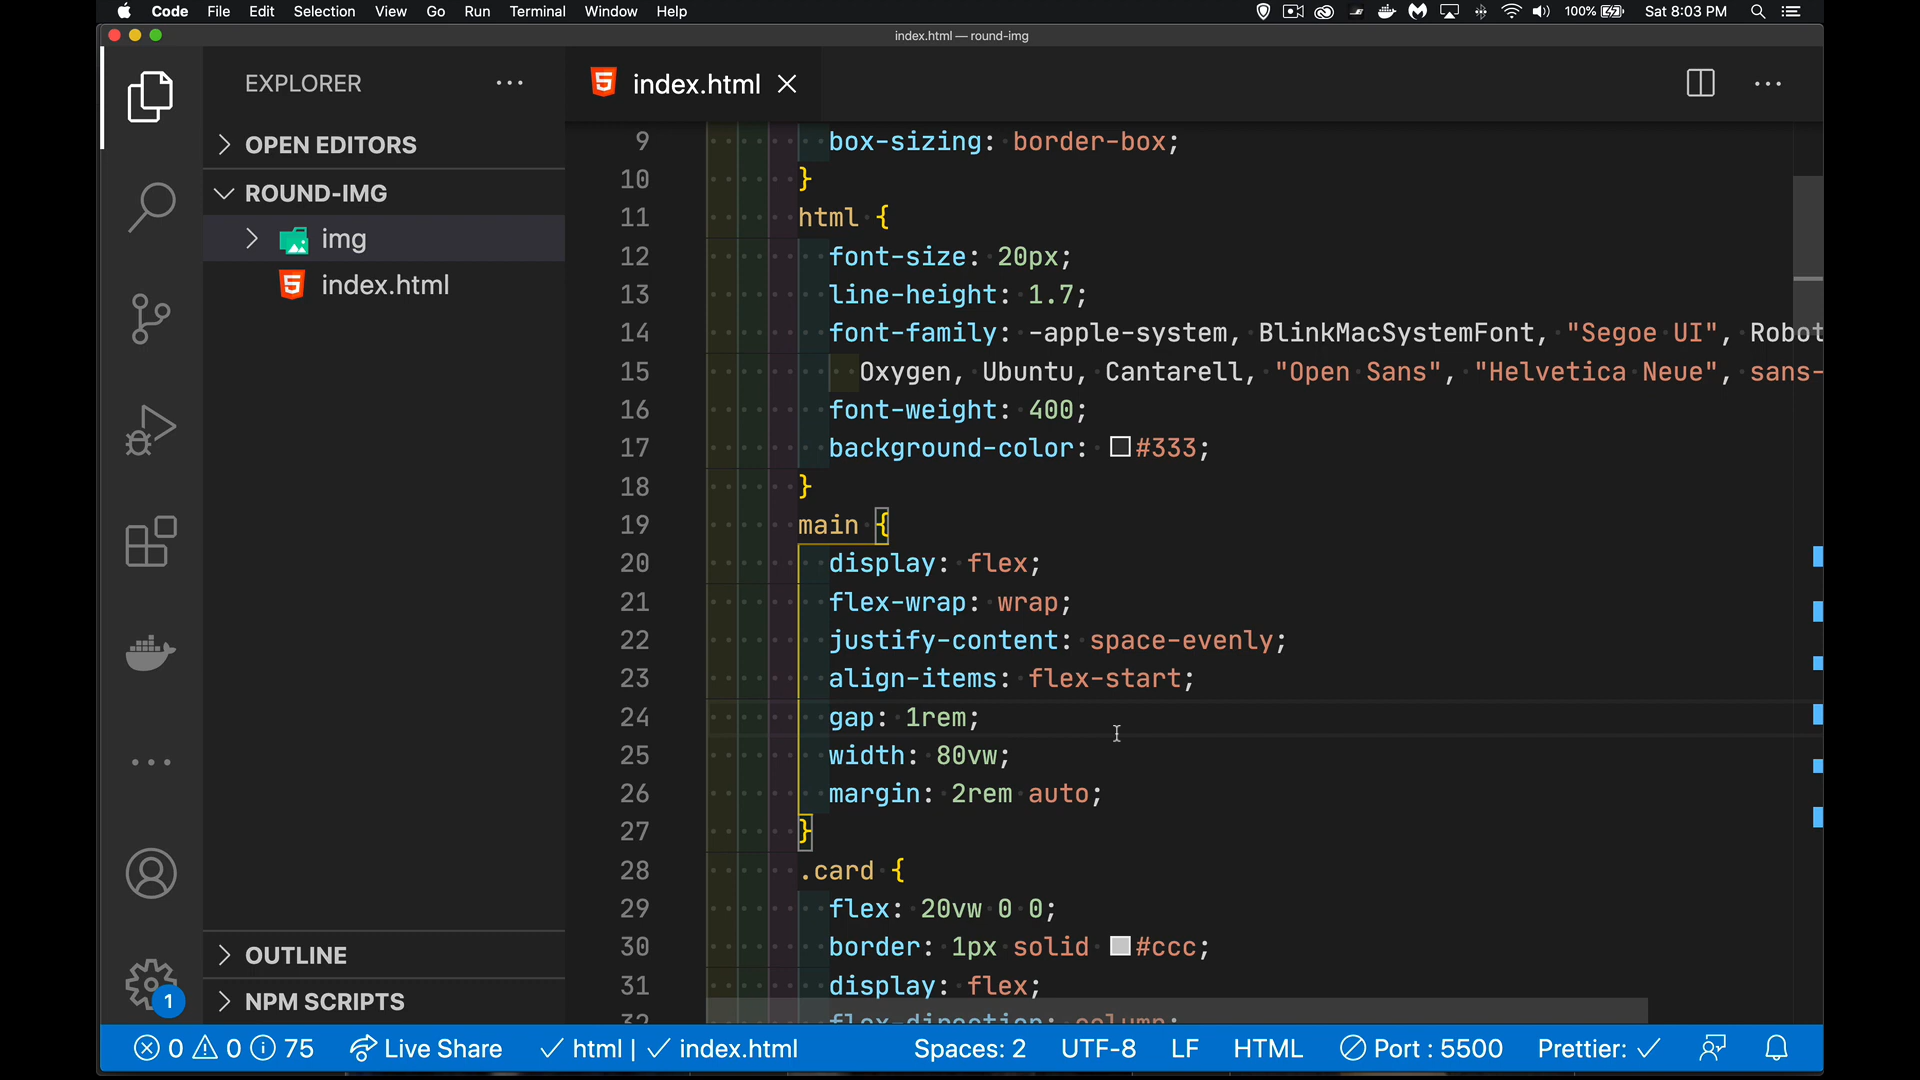 Code File Edit Selection View Go Run Terminal Window Help 100% Sat 8:03 PM
index.html — round-img
EXPLORER
index.html
OPEN EDITORS
ROUND-IMG
img
index.html
OUTLINE
NPM SCRIPTS
1
9 box-sizing: border-box;
10 }
11 html {
12 font-size: 20px;
13 line-height: 1.7;
14 font-family: -apple-system, BlinkMacSystemFont, "Segoe UI", Robot
15 Oxygen, Ubuntu, Cantarell, "Open Sans", "Helvetica Neue", sans-
16 font-weight: 400;
17 background-color: #333;
18 }
19 main {
20 display: flex;
21 flex-wrap: wrap;
22 justify-content: space-evenly;
23 align-items: flex-start;
24 gap: 1rem;
25 width: 80vw;
26 margin: 2rem auto;
27 }
28 .card {
29 flex: 20vw 0 0;
30 border: 1px solid #ccc;
31 display: flex;
32 flex-direction: column;
0 0 75 Live Share html | index.html Spaces: 2 UTF-8 LF HTML Port : 5500 Prettier: